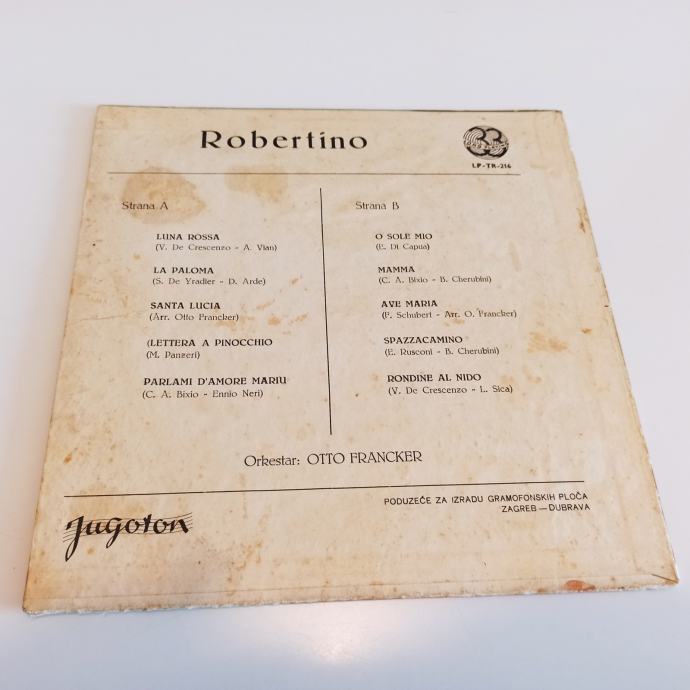 Robertino
33
LP-TR-216
Strana A
LUNA ROSSA
(V. De Crescenzo - A. Vian)
LA PALOMA
(S. De Yradier - D. Arde)
SANTA LUCIA
(Arr. Otto Francker)
(LETTERA A PINOCCHIO
(M. Panzeri)
PARLAMI D'AMORE MARIU
(C. A. Bixio - Ennio Neri)
Strana B
O SOLE MIO
(E. Di Capua)
MAMMA
(C. A. Bixio - B. Cherubini)
AVE MARIA
(F. Schubert - Arr. O. Francker)
SPAZZACAMINO
(E. Rusconi - B. Cherubini)
RONDINE AL NIDO
(V. De Crescenzo - L. Sica)
Orkestar: OTTO FRANCKER
Jugoton
PODUZEĆE ZA IZRADU GRAMOFONSKIH PLOČA
ZAGREB — DUBRAVA